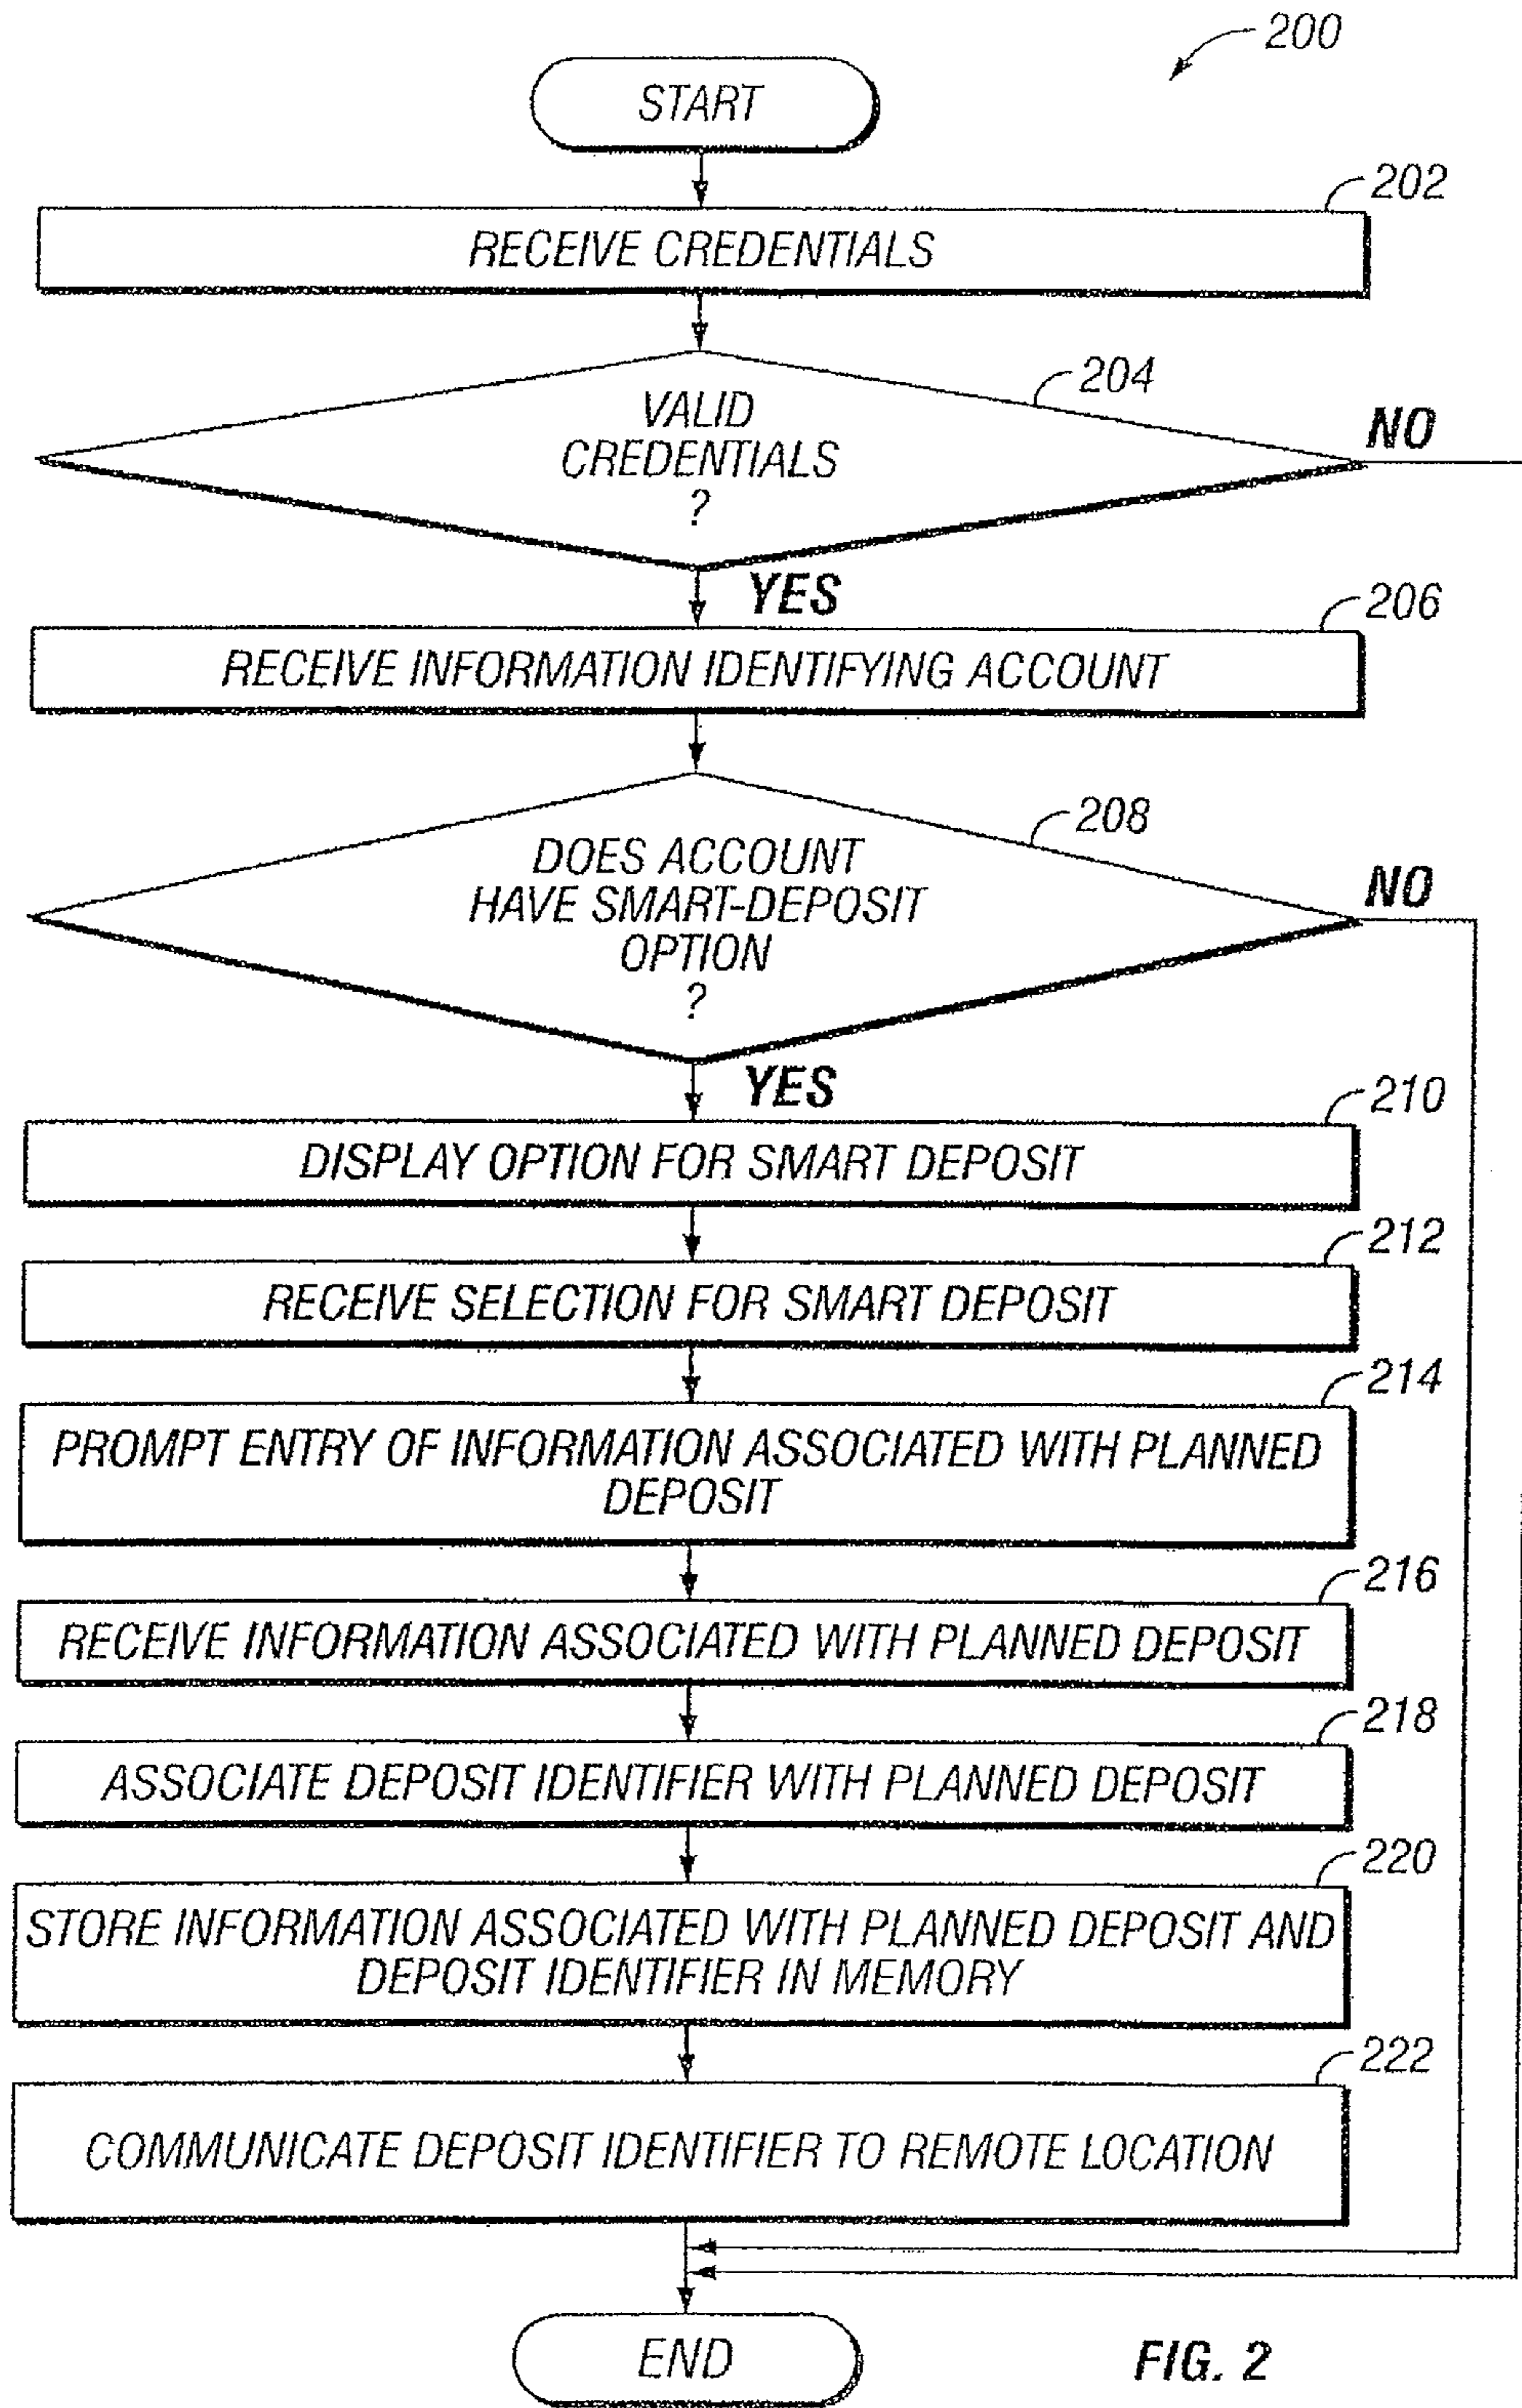 200
START
202
RECEIVE CREDENTIALS
204
VALID
CREDENTIALS
?
NO
YES
206
RECEIVE INFORMATION IDENTIFYING ACCOUNT
208
DOES ACCOUNT
HAVE SMART-DEPOSIT
OPTION
?
NO
YES
210
DISPLAY OPTION FOR SMART DEPOSIT
212
RECEIVE SELECTION FOR SMART DEPOSIT
214
PROMPT ENTRY OF INFORMATION ASSOCIATED WITH PLANNED
DEPOSIT
216
RECEIVE INFORMATION ASSOCIATED WITH PLANNED DEPOSIT
218
ASSOCIATE DEPOSIT IDENTIFIER WITH PLANNED DEPOSIT
220
STORE INFORMATION ASSOCIATED WITH PLANNED DEPOSIT AND
DEPOSIT IDENTIFIER IN MEMORY
222
COMMUNICATE DEPOSIT IDENTIFIER TO REMOTE LOCATION
END
FIG. 2